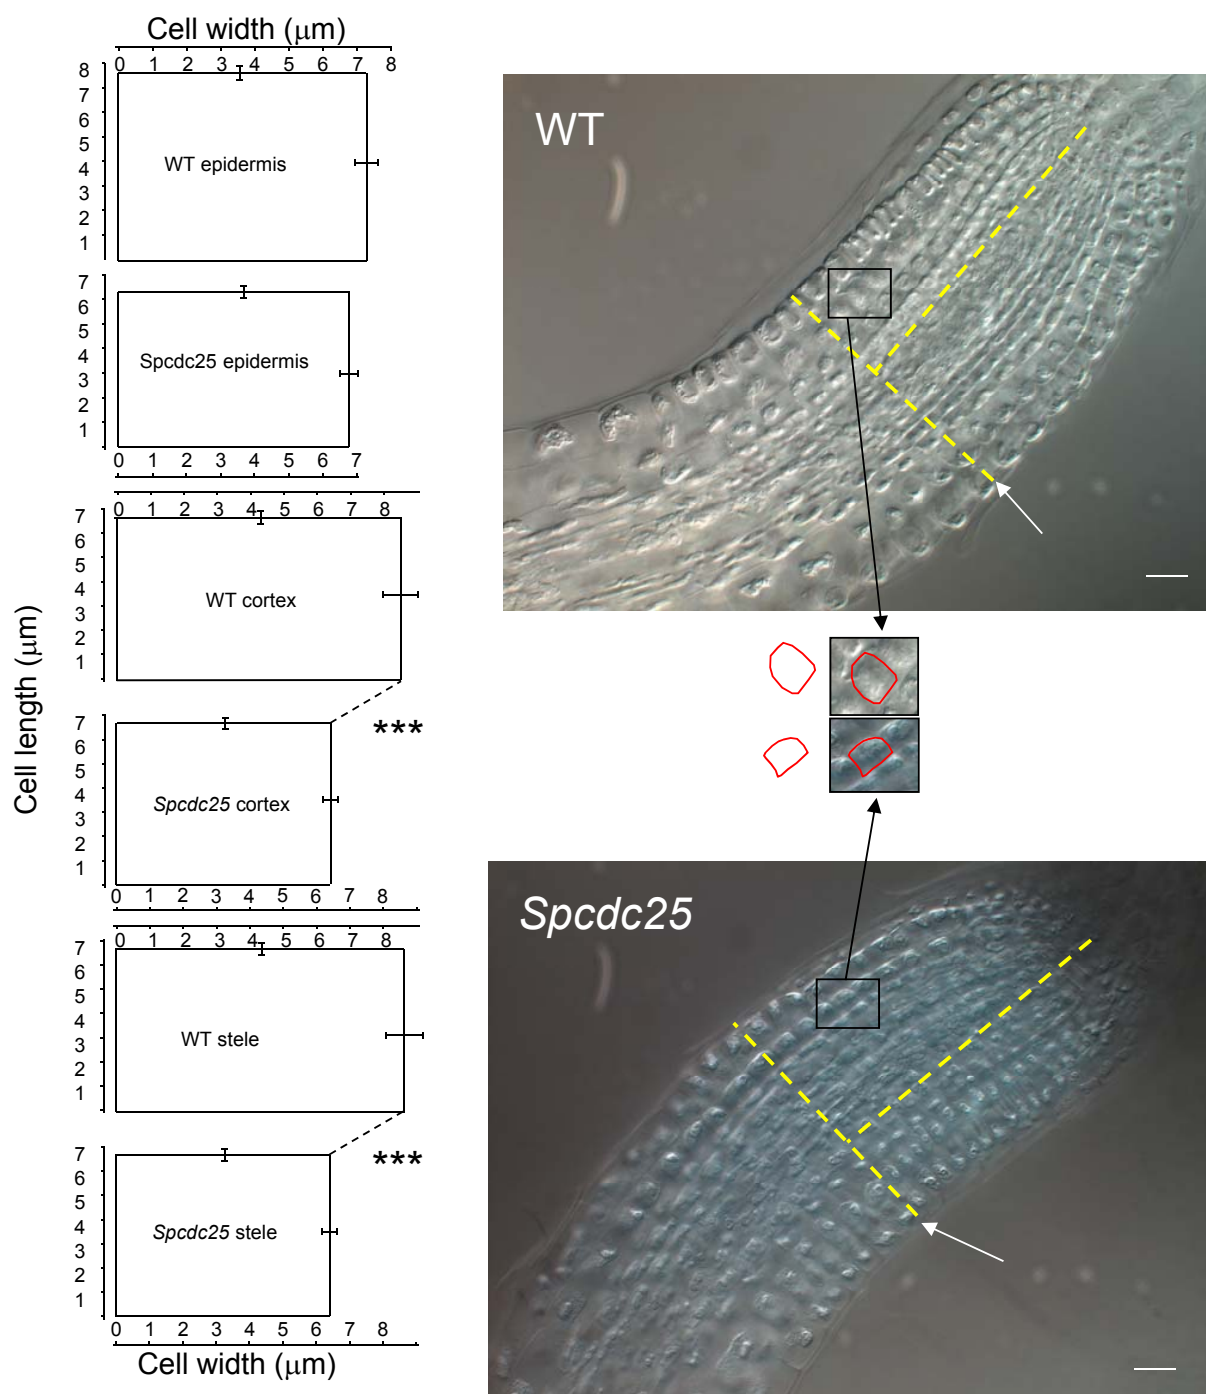 Cell width (μm)
0 1 2 3 4 5 6 7 8
8
7
6
5
4
3
2
1
WT epidermis
7
6
5
4
3
2
1
Spcdc25 epidermis
0 1 2 3 4 5 6 7
0 1 2 3 4 5 6 7 8
7
6
5
4
3
2
1
WT cortex
***
Cell length (μm)
7
6
5
4
3
2
1
Spcdc25 cortex
0 1 2 3 4 5 6 7 8
0 1 2 3 4 5 6 7 8
7
6
5
4
3
2
1
WT stele
***
7
6
5
4
3
2
1
Spcdc25 stele
0 1 2 3 4 5 6 7 8
Cell width (μm)
WT
Spcdc25